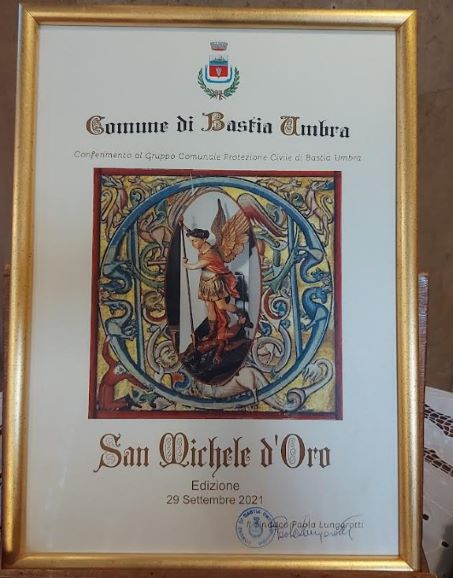 Comune di Bastia Umbra
Conferimento al Gruppo Comunale Protezione Civile di Bastia Umbra
San Michele d'Oro
Edizione
29 Settembre 2021
Il Sindaco Paola Lungarotti